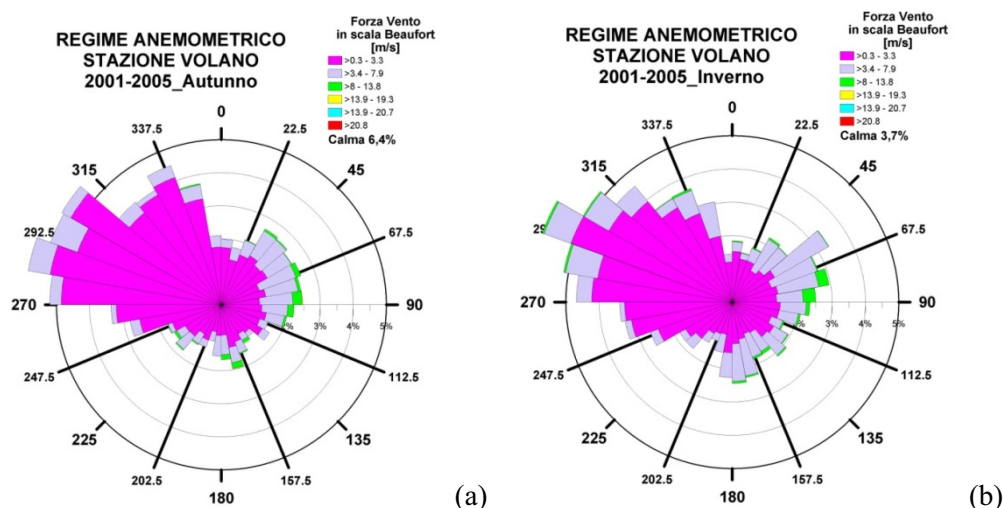 REGIME ANEMOMETRICO
STAZIONE VOLANO
2001-2005_Autunno
Forza Vento
in scala Beaufort
[m/s]
>0.3 - 3.3
>3.4 - 7.9
>8 - 13.8
>13.9 - 19.3
>13.9 - 20.7
>20.8
Calma 6,4%
0
22.5
45
67.5
90
112.5
135
157.5
180
202.5
225
247.5
270
292.5
315
337.5
3%
4%
5%
(a)
REGIME ANEMOMETRICO
STAZIONE VOLANO
2001-2005_Inverno
Forza Vento
in scala Beaufort
[m/s]
>0.3 - 3.3
>3.4 - 7.9
>8 - 13.8
>13.9 - 19.3
>13.9 - 20.7
>20.8
Calma 3,7%
0
22.5
45
67.5
90
112.5
135
157.5
180
202.5
225
247.5
270
315
337.5
3%
4%
5%
(b)